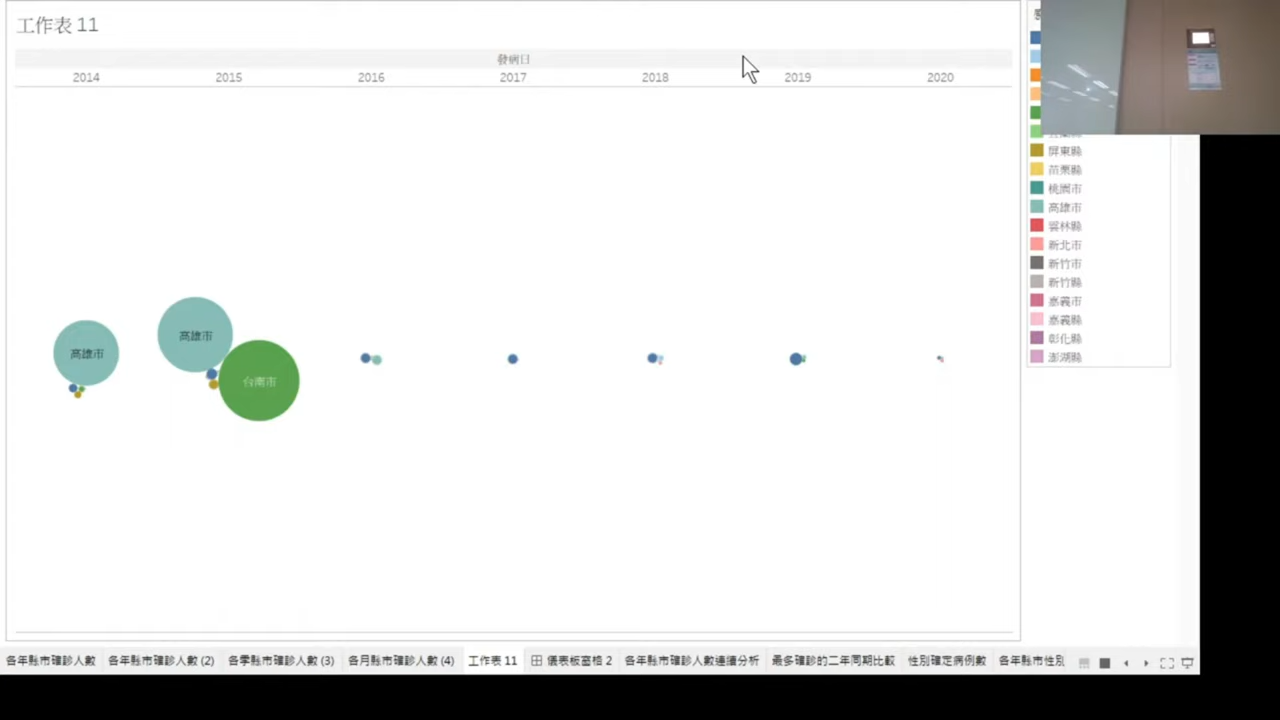 工作表 11
發病日
2014
2015
2016
2017
2018
2019
2020
高雄市
高雄市
台南市
屏東縣
苗栗縣
桃園市
高雄市
雲林縣
新北市
新竹市
新竹縣
嘉義市
嘉義縣
彰化縣
澎湖縣
各年縣市確診人數
各年縣市確診人數 (2)
各季縣市確診人數 (3)
各月縣市確診人數 (4)
工作表 11
儀表板窗格 2
各年縣市確診人數連續分析
最多確診的二年同期比較
性別確定病例數
各年縣市性別